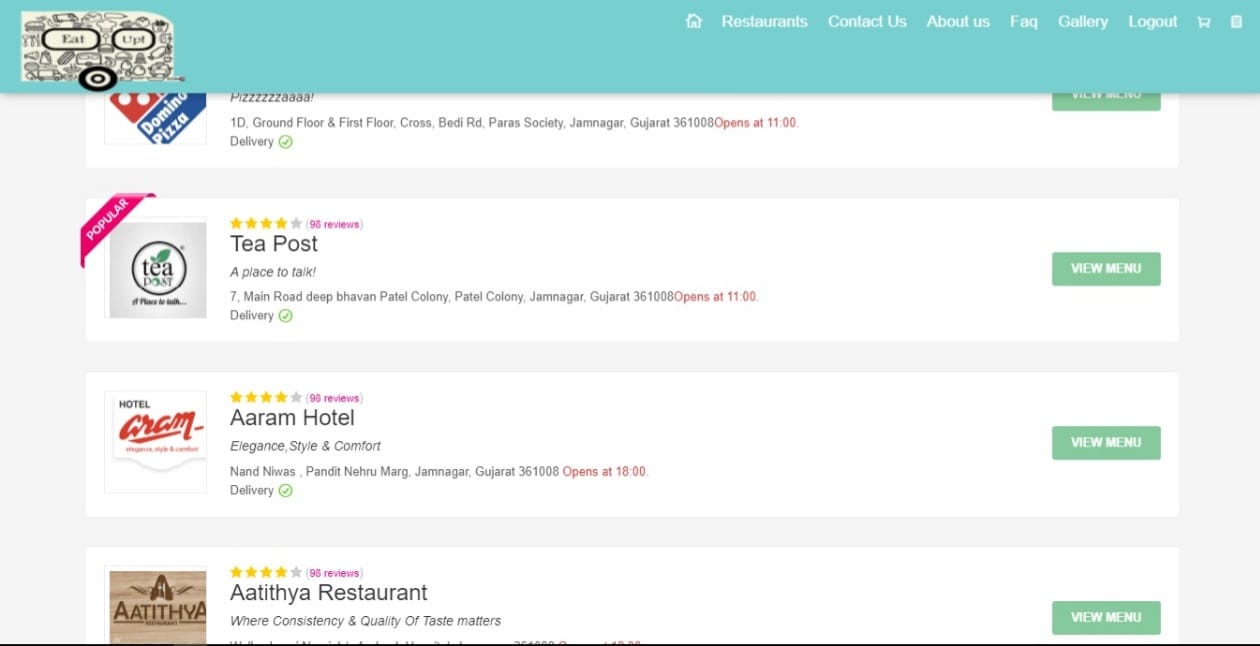 Eat Up!
Restaurants Contact Us About us Faq Gallery Logout
Domino's Pizza
Pizzzzzzaaaa!
VIEW MENU
1D, Ground Floor & First Floor, Cross, Bedi Rd, Paras Society, Jamnagar, Gujarat 361008Opens at 11:00.
Delivery
POPULAR
tea
POST
A Place to talk...
(98 reviews)
Tea Post
A place to talk!
7, Main Road deep bhavan Patel Colony, Patel Colony, Jamnagar, Gujarat 361008Opens at 11:00.
Delivery
VIEW MENU
HOTEL
aram
elegance, style & comfort
(98 reviews)
Aaram Hotel
Elegance,Style & Comfort
Nand Niwas , Pandit Nehru Marg, Jamnagar, Gujarat 361008 Opens at 18:00.
Delivery
VIEW MENU
AATITHYA
RESTAURANT
(98 reviews)
Aatithya Restaurant
Where Consistency & Quality Of Taste matters
VIEW MENU